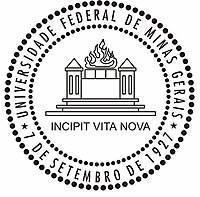 UNIVERSIDADE FEDERAL DE MINAS GERAIS
INCIPIT VITA NOVA
7 DE SETEMBRO DE 1927